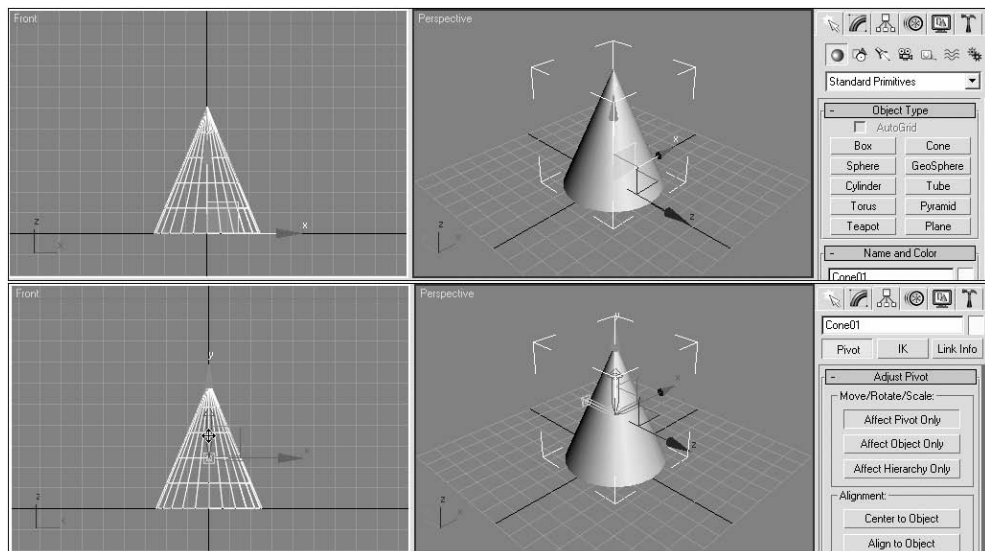 Front
Perspective
Standard Primitives
- Object Type
AutoGrid
Box Cone
Sphere GeoSphere
Cylinder Tube
Torus Pyramid
Teapot Plane
- Name and Color
Cone01
z
x
x
z
x
z
Front
Perspective
Cone01
Pivot IK Link Info
- Adjust Pivot
Move/Rotate/Scale:
Affect Pivot Only
Affect Object Only
Affect Hierarchy Only
Alignment:
Center to Object
Align to Object
y
x
z
x
z
z